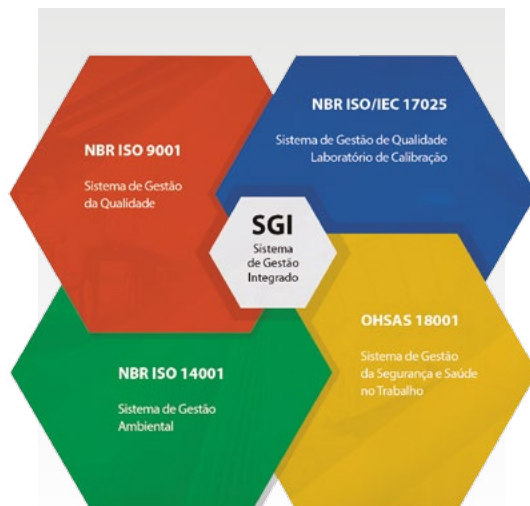 NBR ISO/IEC 17025
Sistema de Gestão de Qualidade
Laboratório de Calibração
NBR ISO 9001
Sistema de Gestão
da Qualidade
SGI
Sistema
de Gestão
Integrado
OHSAS 18001
Sistema de Gestão
da Segurança e Saúde
no Trabalho
NBR ISO 14001
Sistema de Gestão
Ambiental